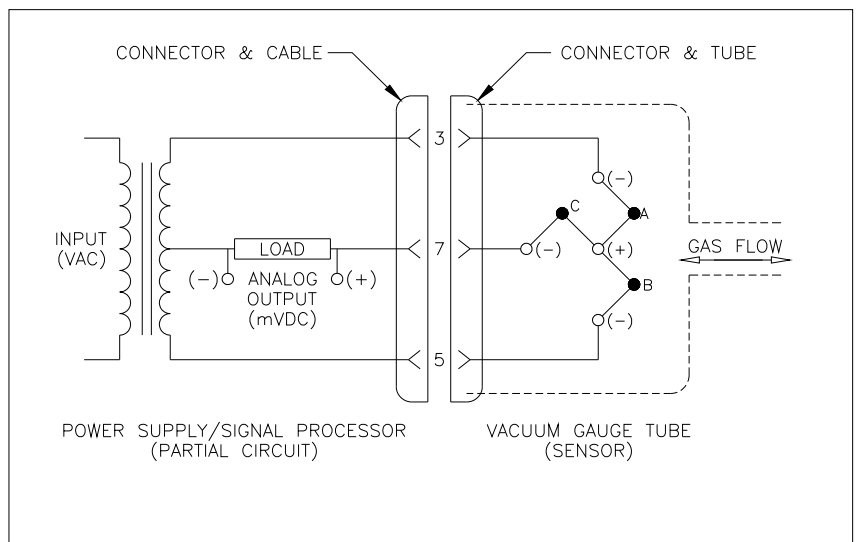 CONNECTOR & CABLE
CONNECTOR & TUBE
3
(-)
C
A
INPUT
(VAC)
LOAD
7
(-)
(+)
GAS FLOW
(-)
ANALOG
OUTPUT
(mVDC)
(+)
B
(-)
5
POWER SUPPLY/SIGNAL PROCESSOR
(PARTIAL CIRCUIT)
VACUUM GAUGE TUBE
(SENSOR)